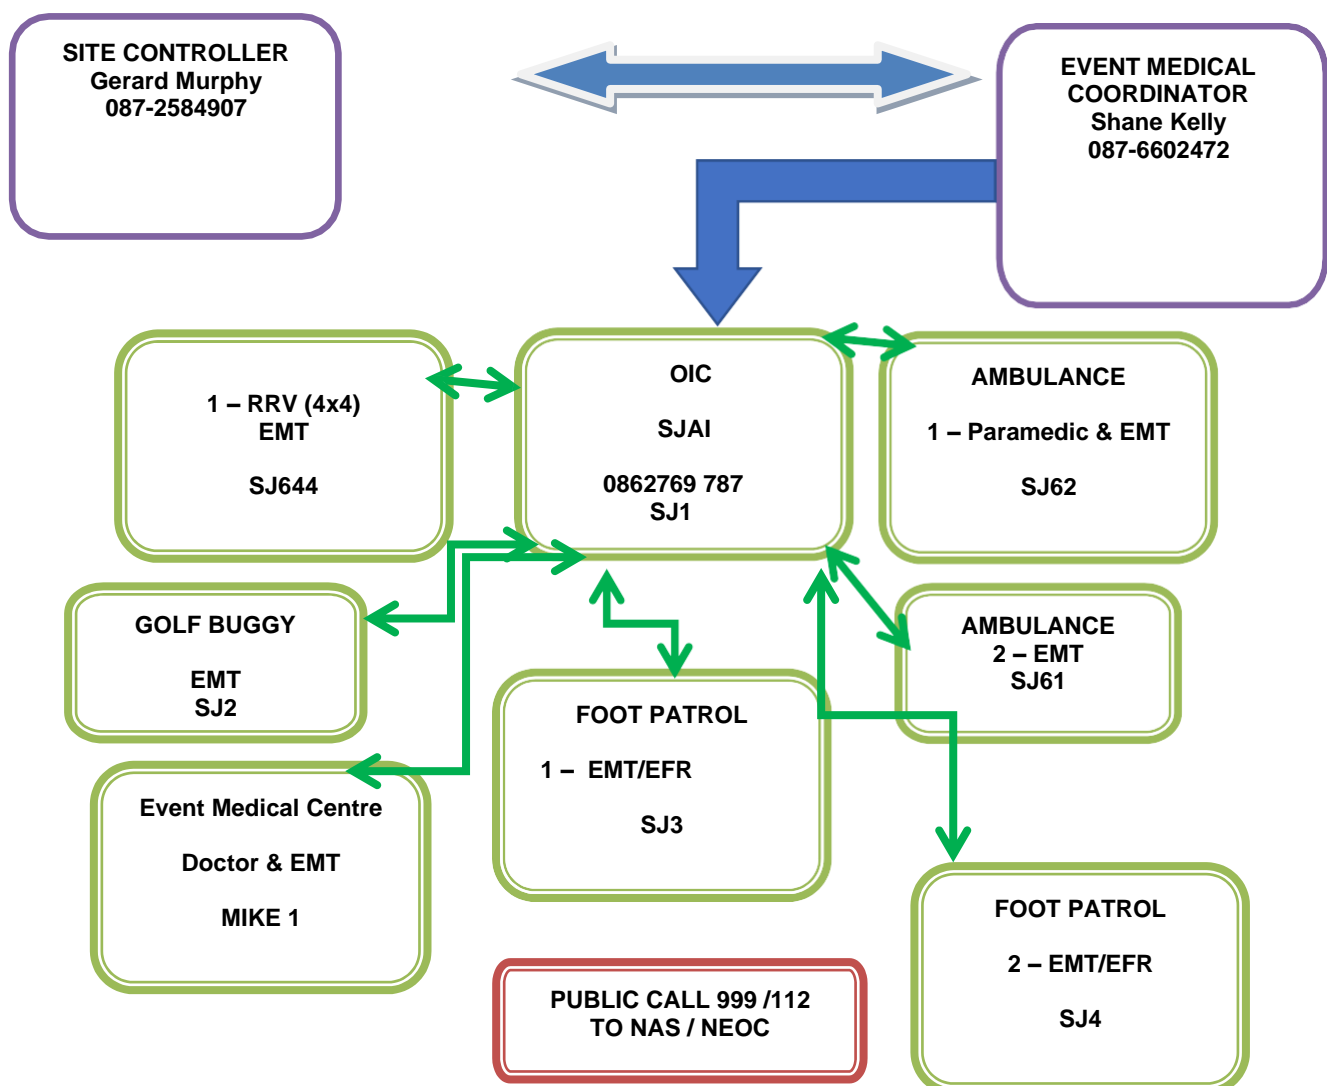 SITE CONTROLLER
Gerard Murphy
087-2584907
EVENT MEDICAL
COORDINATOR
Shane Kelly
087-6602472
1 – RRV (4x4)
EMT
SJ644
OIC
SJAI
0862769 787
SJ1
AMBULANCE
1 – Paramedic & EMT
SJ62
GOLF BUGGY
EMT
SJ2
AMBULANCE
2 – EMT
SJ61
FOOT PATROL
1 –  EMT/EFR
SJ3
Event Medical Centre
Doctor & EMT
MIKE 1
FOOT PATROL
2 – EMT/EFR
SJ4
PUBLIC CALL 999 /112
TO NAS / NEOC